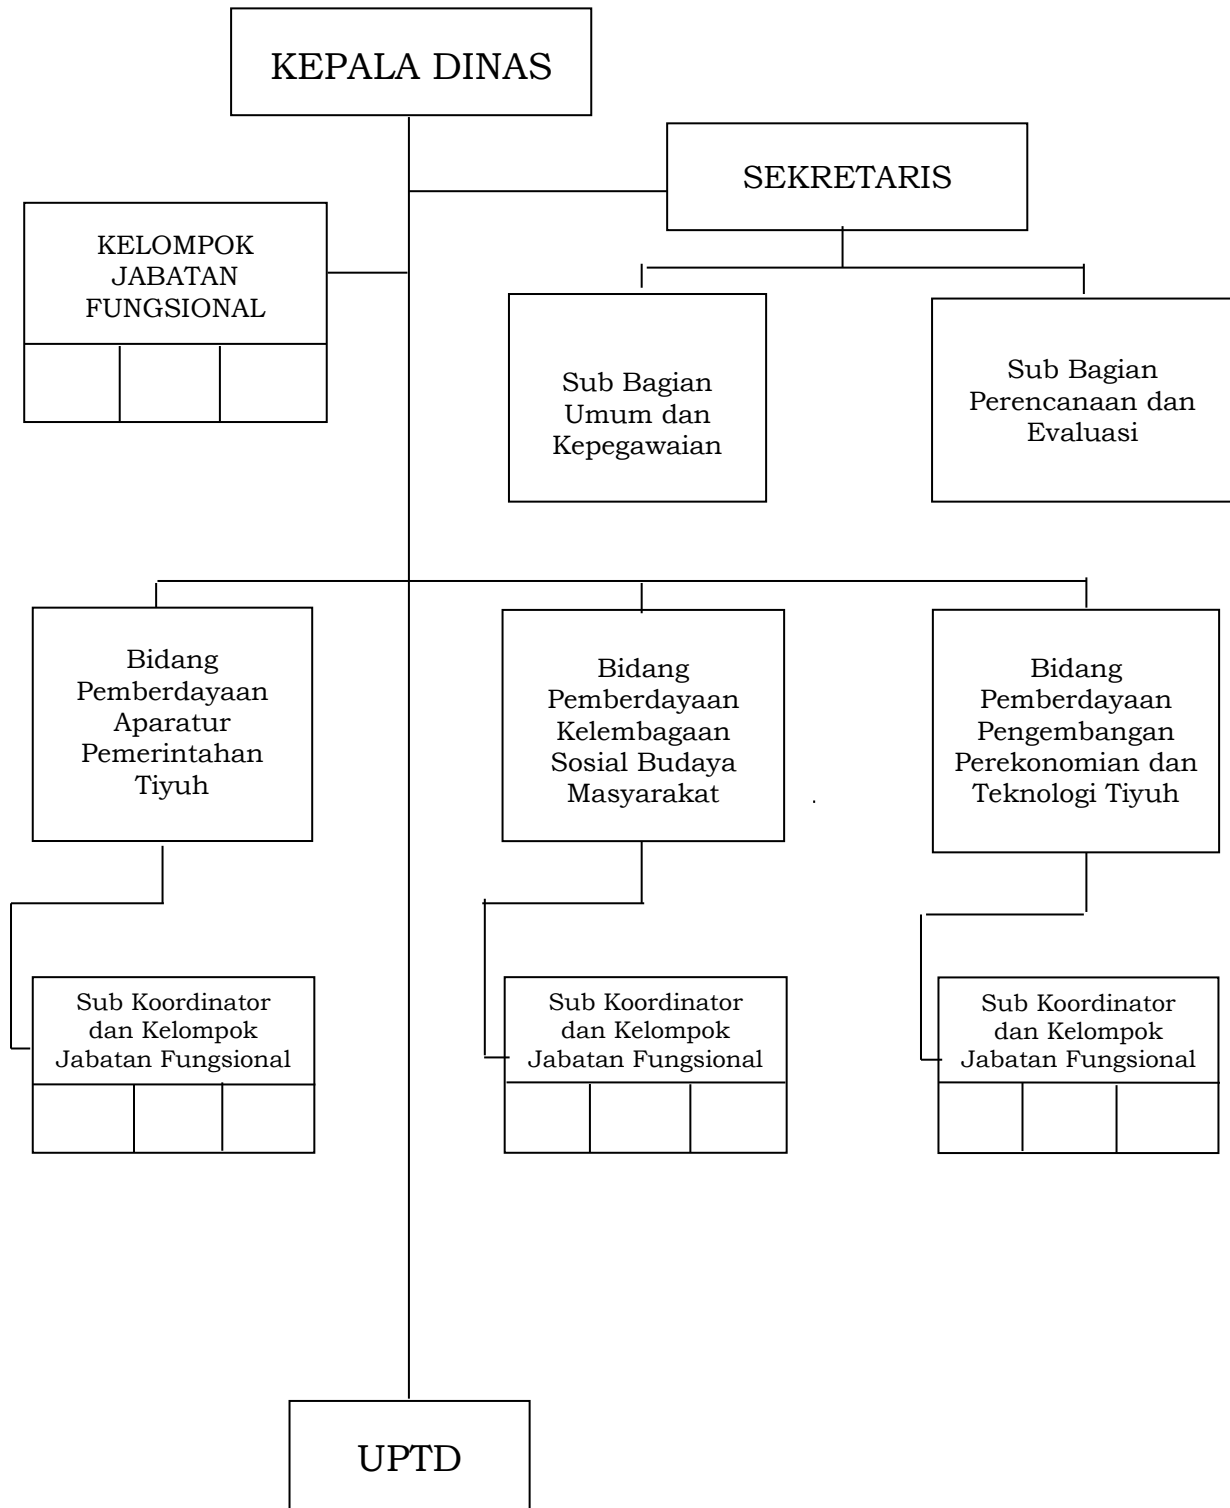 KEPALA DINAS
SEKRETARIS
KELOMPOK
JABATAN
FUNGSIONAL
Sub Bagian
Umum dan
Kepegawaian
Sub Bagian
Perencanaan dan
Evaluasi
Bidang
Pemberdayaan
Aparatur
Pemerintahan
Tiyuh
Bidang
Pemberdayaan
Kelembagaan
Sosial Budaya
Masyarakat
.
Bidang
Pemberdayaan
Pengembangan
Perekonomian dan
Teknologi Tiyuh
Sub Koordinator
dan Kelompok
Jabatan Fungsional
Sub Koordinator
dan Kelompok
Jabatan Fungsional
Sub Koordinator
dan Kelompok
Jabatan Fungsional
UPTD